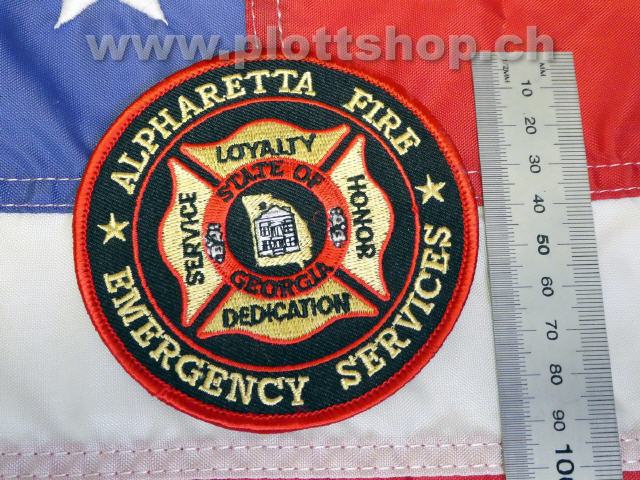 www.plottshop.ch
ALPHARETTA FIRE
EMERGENCY SERVICES
LOYALTY
SERVICE
HONOR
DEDICATION
STATE OF
GEORGIA
MM
10
20
30
40
50
60
70
80
90
100